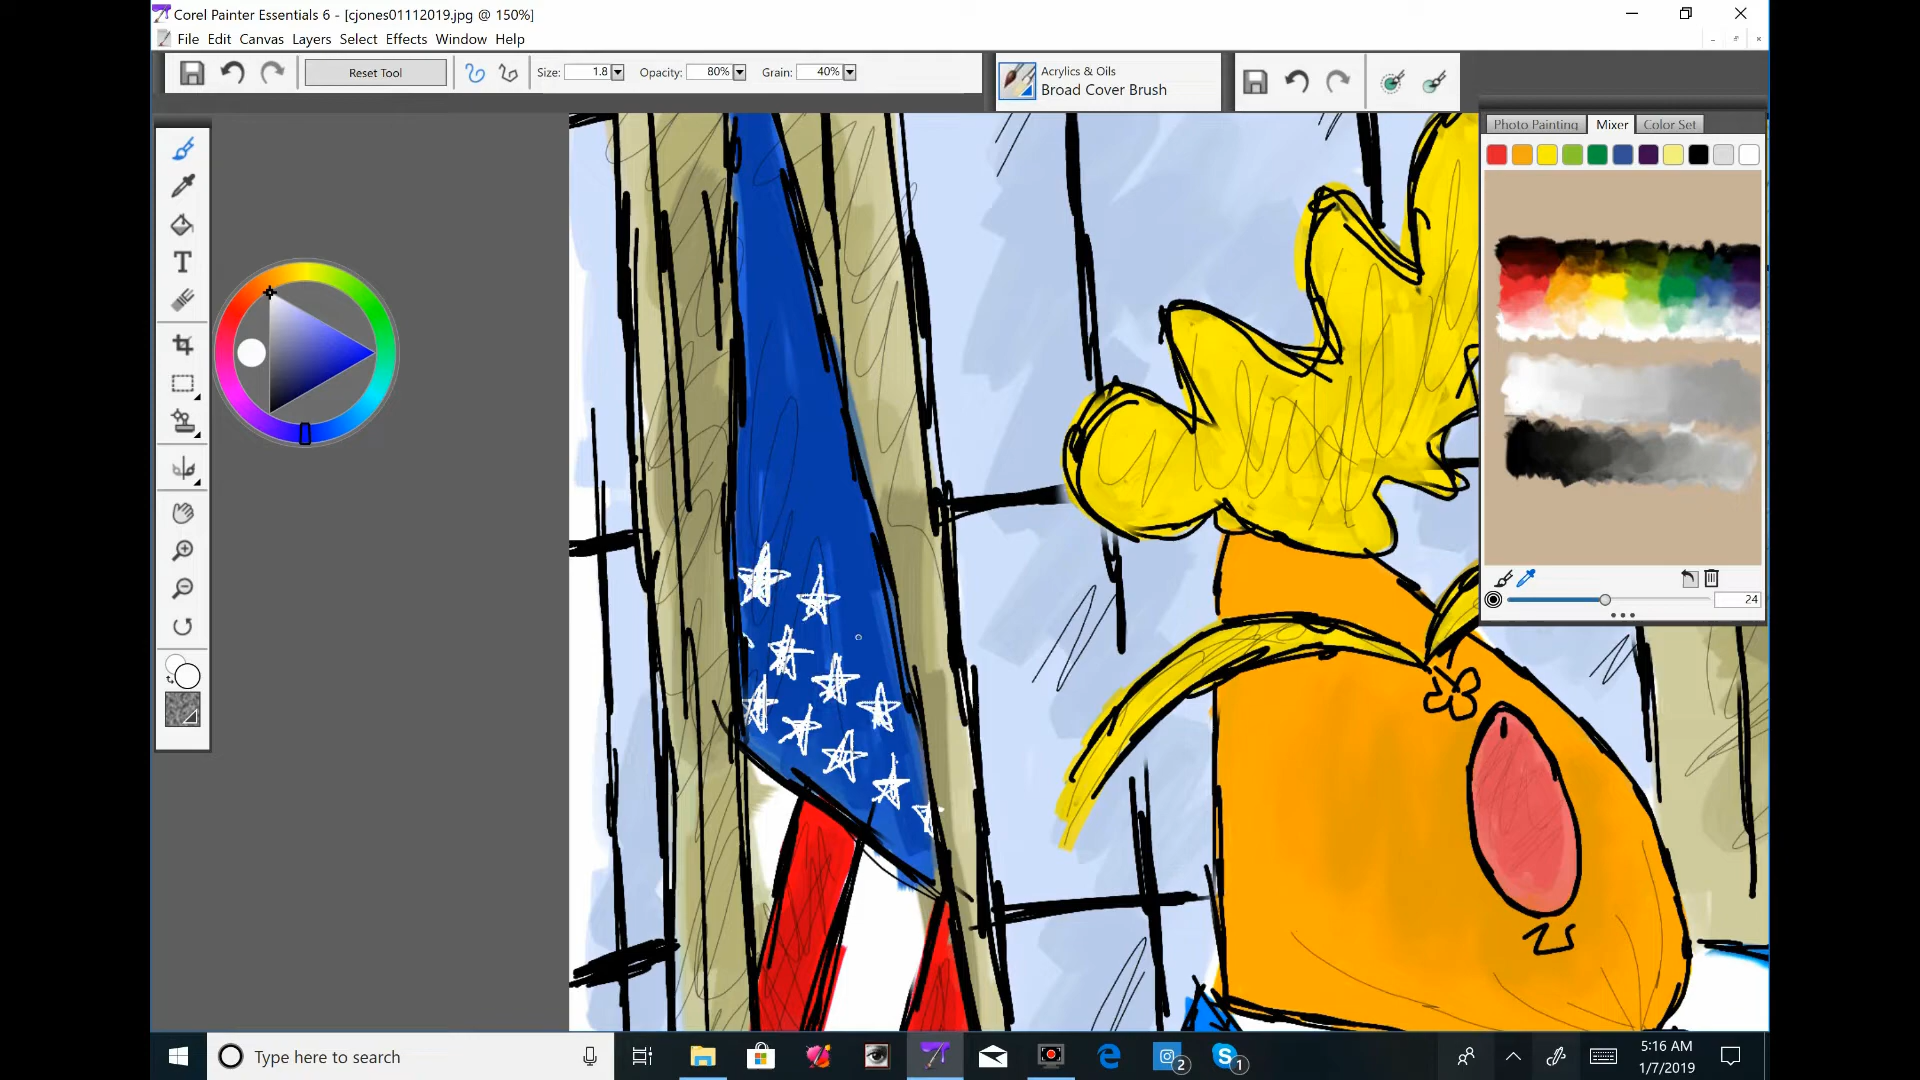 Corel Painter Essentials 6 - [cjones01112019.jpg @ 150%]
File Edit Canvas Layers Select Effects Window Help
Reset Tool Size: 1.8 Opacity: 80% Grain: 40%
Acrylics & Oils
Broad Cover Brush
Photo Painting Mixer Color Set
T
24
Type here to search
2
1
5:16 AM
1/7/2019